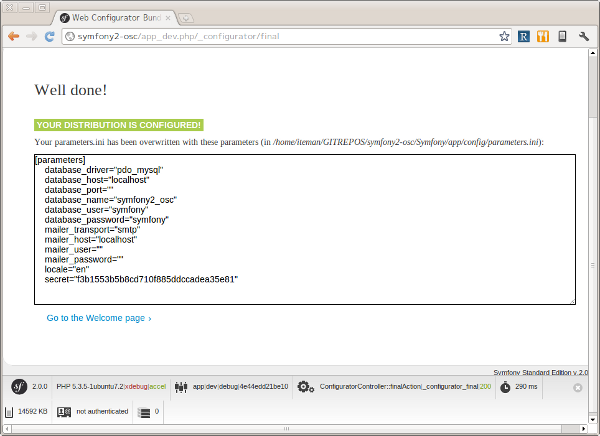 Web Configurator Bund
symfony2-osc/app_dev.php/_configurator/final
Well done!
YOUR DISTRIBUTION IS CONFIGURED!
Your parameters.ini has been overwritten with these parameters (in /home/iteman/GITREPOS/symfony2-osc/Symfony/app/config/parameters.ini):
[parameters]
database_driver="pdo_mysql"
database_host="localhost"
database_port=""
database_name="symfony2_osc"
database_user="symfony"
database_password="symfony"
mailer_transport="smtp"
mailer_host="localhost"
mailer_user=""
mailer_password=""
locale="en"
secret="f3b1553b5b8cd710f885ddccadea35e81"
Go to the Welcome page ›
Symfony Standard Edition v.2.0
sf 2.0.0 PHP 5.3.5-1ubuntu7.2|xdebug|accel app|dev|debug|4e44edd21be10 ConfiguratorController::finalAction|_configurator_final|200 290 ms
14592 KB not authenticated 0